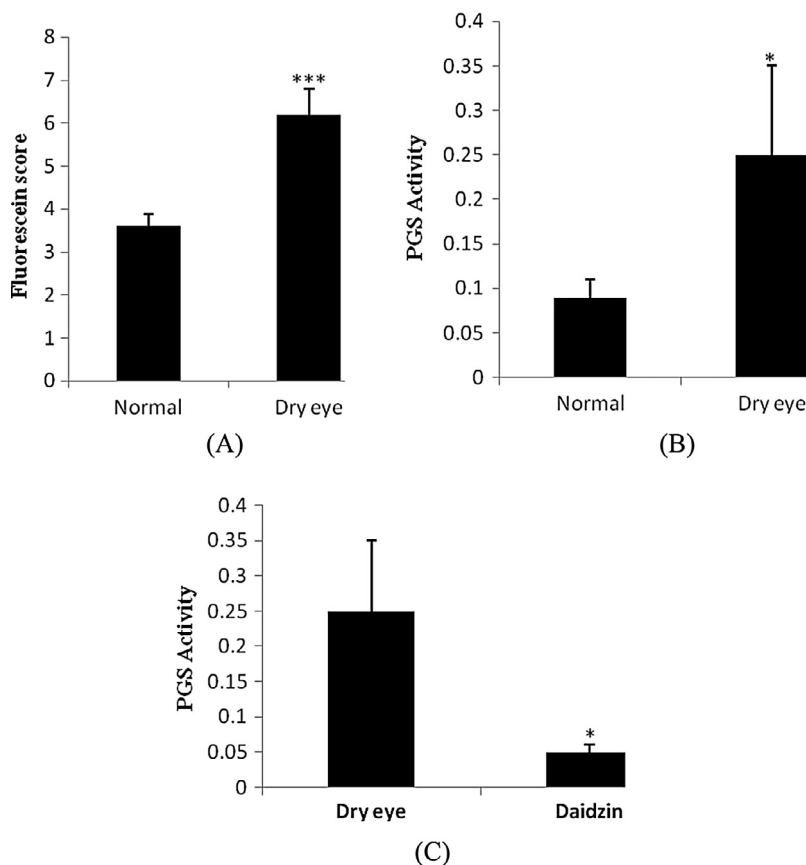 Fluorescein score
8
7
6
5
4
3
2
1
0
***
Normal
Dry eye
(A)
PGS Activity
0.4
0.35
0.3
0.25
0.2
0.15
0.1
0.05
0
*
Normal
Dry eye
(B)
PGS Activity
0.4
0.35
0.3
0.25
0.2
0.15
0.1
0.05
0
*
Dry eye
Daidzin
(C)